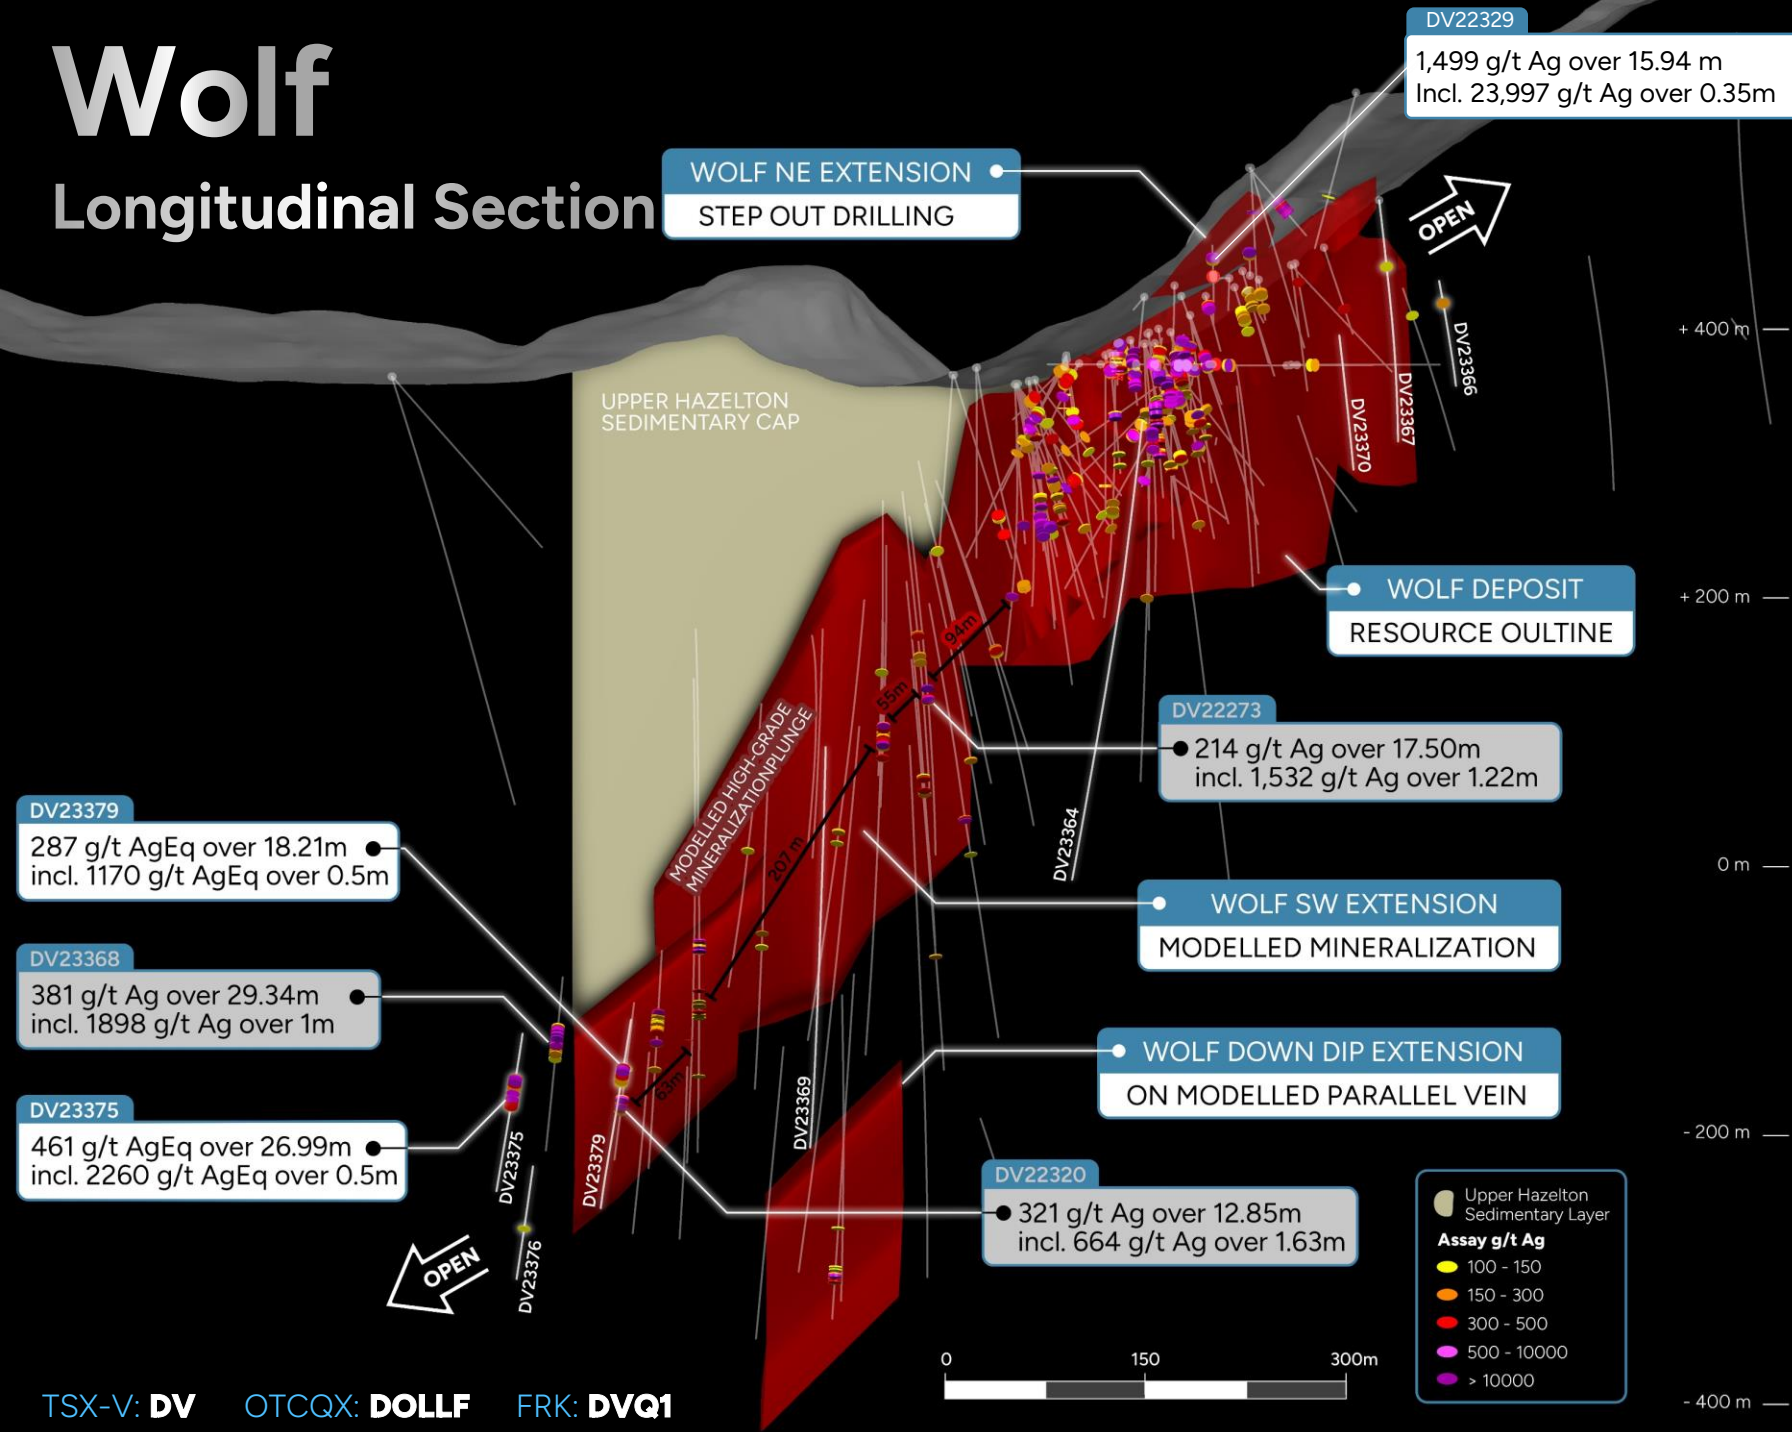 DV22329
1,499 g/t Ag over 15.94 m
Incl. 23,997 g/t Ag over 0.35m
Wolf
Longitudinal Section
WOLF NE EXTENSION
STEP OUT DRILLING
OPEN
DV23366
DV23367
DV23370
+ 400 m
UPPER HAZELTON
SEDIMENTARY CAP
WOLF DEPOSIT
RESOURCE OULTINE
+ 200 m
94m
55m
DV22273
214 g/t Ag over 17.50m
incl. 1,532 g/t Ag over 1.22m
MODELLED HIGH-GRADE
MINERALIZATIONPLUNGE
207 m
DV23364
0 m
DV23379
287 g/t AgEq over 18.21m
incl. 1170 g/t AgEq over 0.5m
WOLF SW EXTENSION
MODELLED MINERALIZATION
DV23368
381 g/t Ag over 29.34m
incl. 1898 g/t Ag over 1m
WOLF DOWN DIP EXTENSION
ON MODELLED PARALLEL VEIN
63m
DV23369
DV23375
461 g/t AgEq over 26.99m
incl. 2260 g/t AgEq over 0.5m
DV23375
DV23379
- 200 m
DV22320
321 g/t Ag over 12.85m
incl. 664 g/t Ag over 1.63m
OPEN
DV23376
Upper Hazelton
Sedimentary Layer
Assay g/t Ag
100 - 150
150 - 300
300 - 500
500 - 10000
> 10000
0 150 300m
- 400 m
TSX-V: DV OTCQX: DOLLF FRK: DVQ1